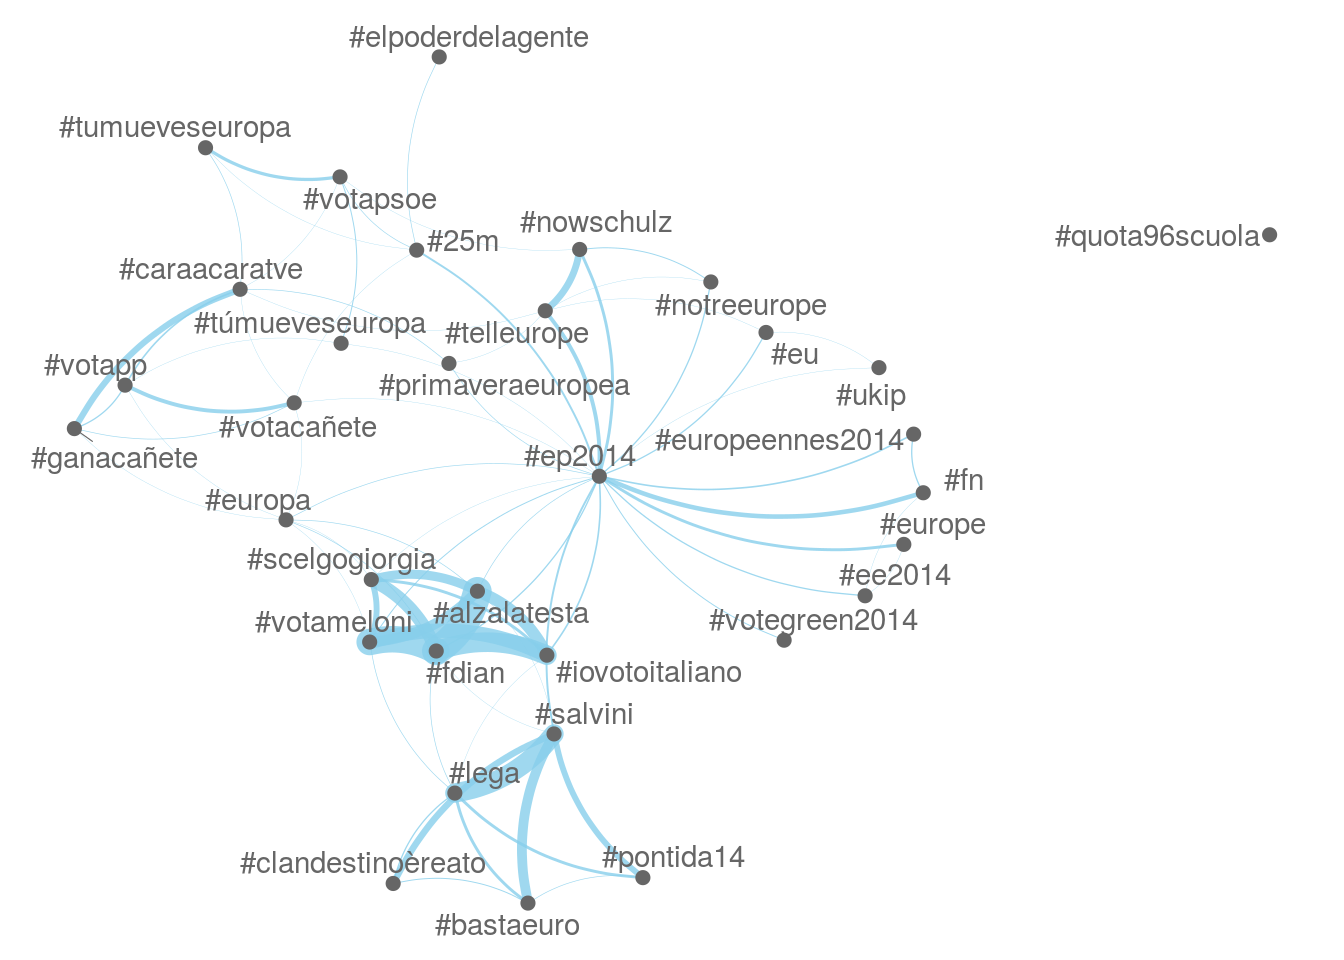 #elpoderdelagente
#tumueveseuropa
#votapsoe
#nowschulz
#25m
#quota96scuola
#caraacaratve
#notreeurope
#túmueveseuropa
#telleurope
#eu
#votapp
#primaveraeuropea
#ukip
#votacañete
#europeennes2014
#ganacañete
#ep2014
#fn
#europa
#europe
#scelgogiorgia
#ee2014
#alzalatesta
#votameloni
#votegreen2014
#fdian
#iovotoitaliano
#salvini
#lega
#clandestinoèreato
#pontida14
#bastaeuro